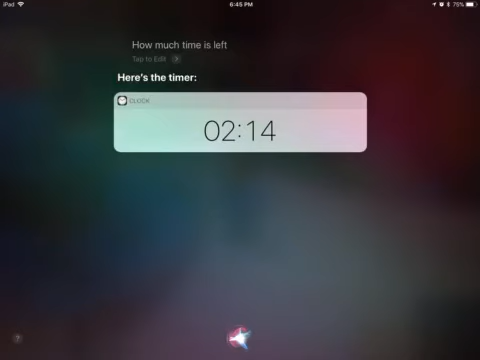 iPad 6:45 PM 75%
How much time is left
Tap to Edit
Here's the timer:
CLOCK
02:14
?